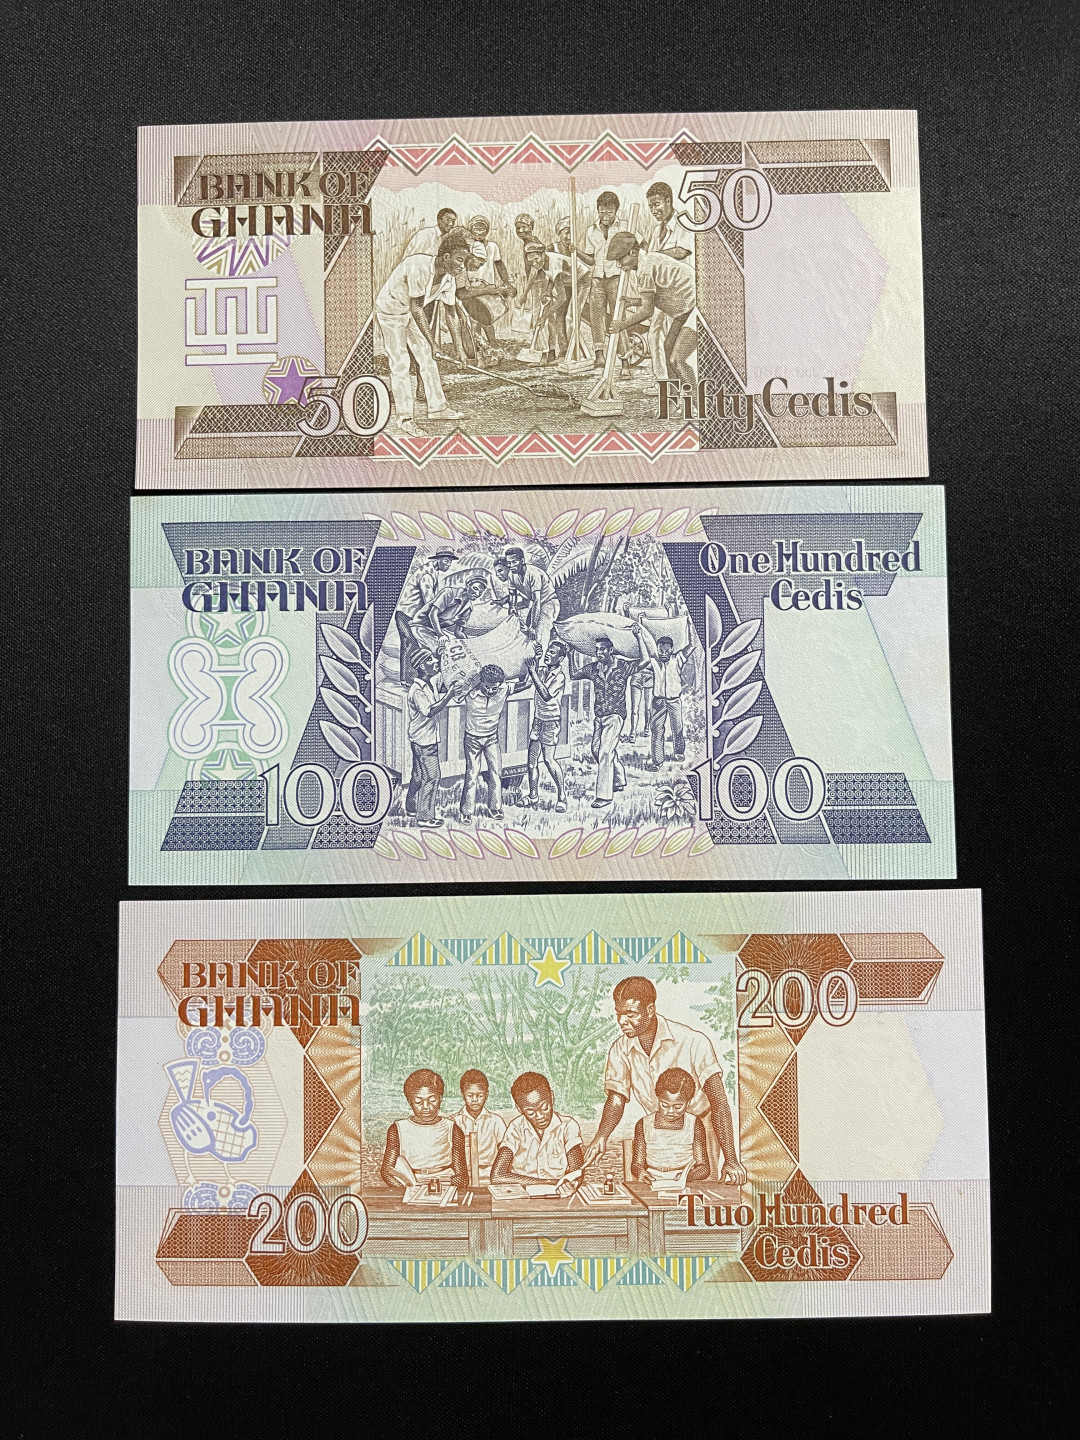 BANK OF
GHANA
50
50
Fifty Cedis
BANK OF
GHANA
One Hundred
Cedis
C8
100
100
BANK OF
GHANA
200
200
Two Hundred
Cedis